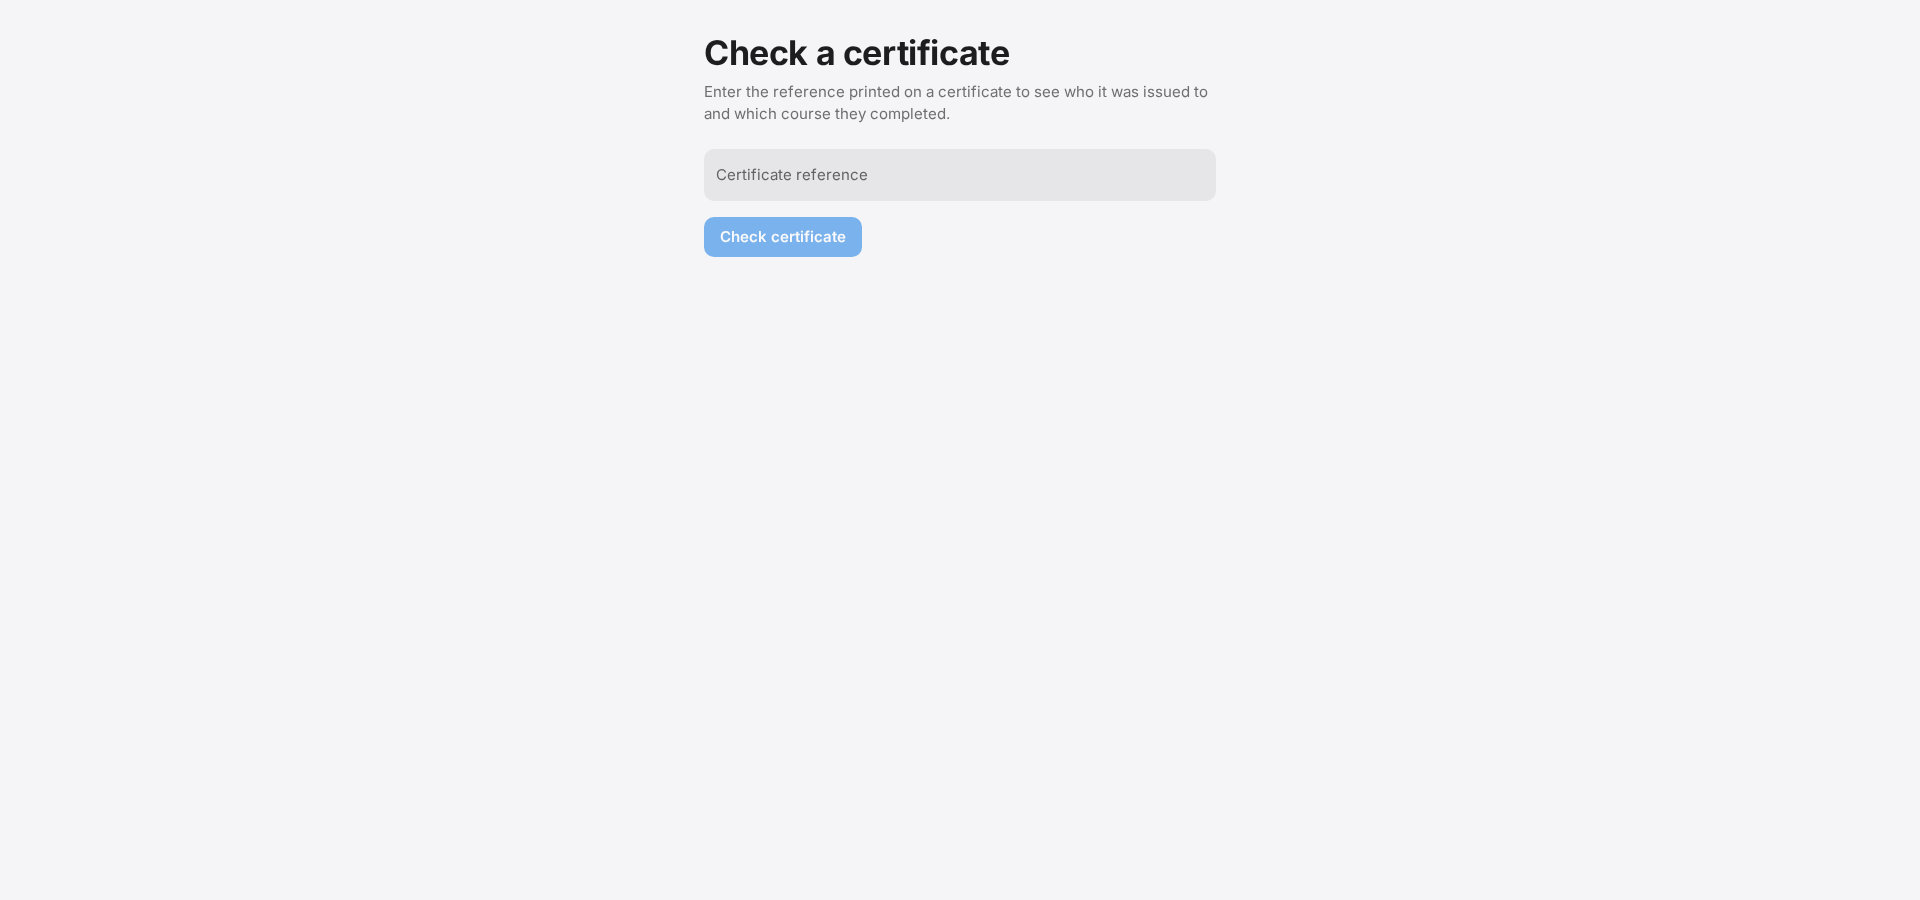 Check a certificate
Enter the reference printed on a certificate to see who it was issued to
and which course they completed.
Certificate reference
Check certificate